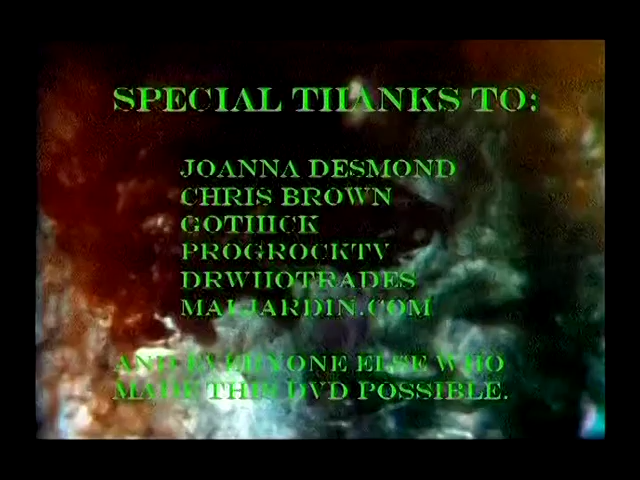 SPECIAL THANKS TO:
JOANNA DESMOND
CHRIS BROWN
GOTHICK
PROGROCKTV
DRWHOTRADES
MALJARDIN.COM
AND EVERYONE ELSE WHO
MADE THIS DVD POSSIBLE.